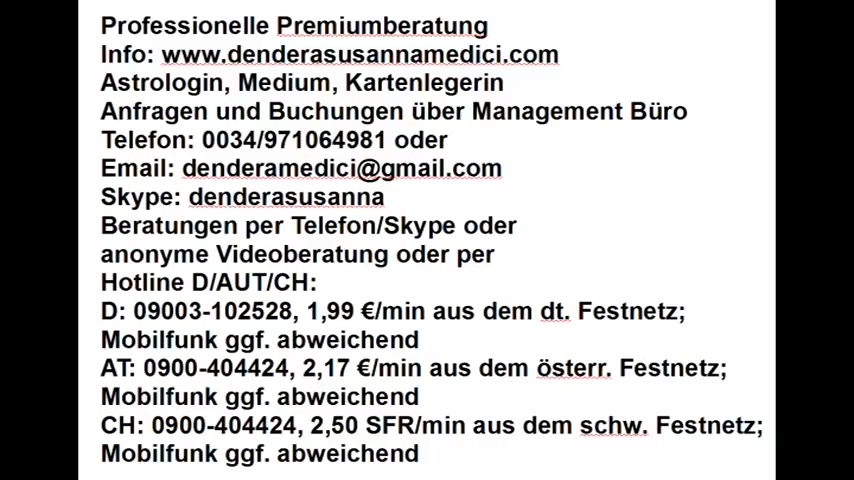 Professionelle Premiumberatung
Info: www.denderasusannamedici.com
Astrologin, Medium, Kartenlegerin
Anfragen und Buchungen über Management Büro
Telefon: 0034/971064981 oder
Email: denderamedici@gmail.com
Skype: denderasusanna
Beratungen per Telefon/Skype oder
anonyme Videoberatung oder per
Hotline D/AUT/CH:
D: 09003-102528, 1,99 €/min aus dem dt. Festnetz;
Mobilfunk ggf. abweichend
AT: 0900-404424, 2,17 €/min aus dem österr. Festnetz;
Mobilfunk ggf. abweichend
CH: 0900-404424, 2,50 SFR/min aus dem schw. Festnetz;
Mobilfunk ggf. abweichend